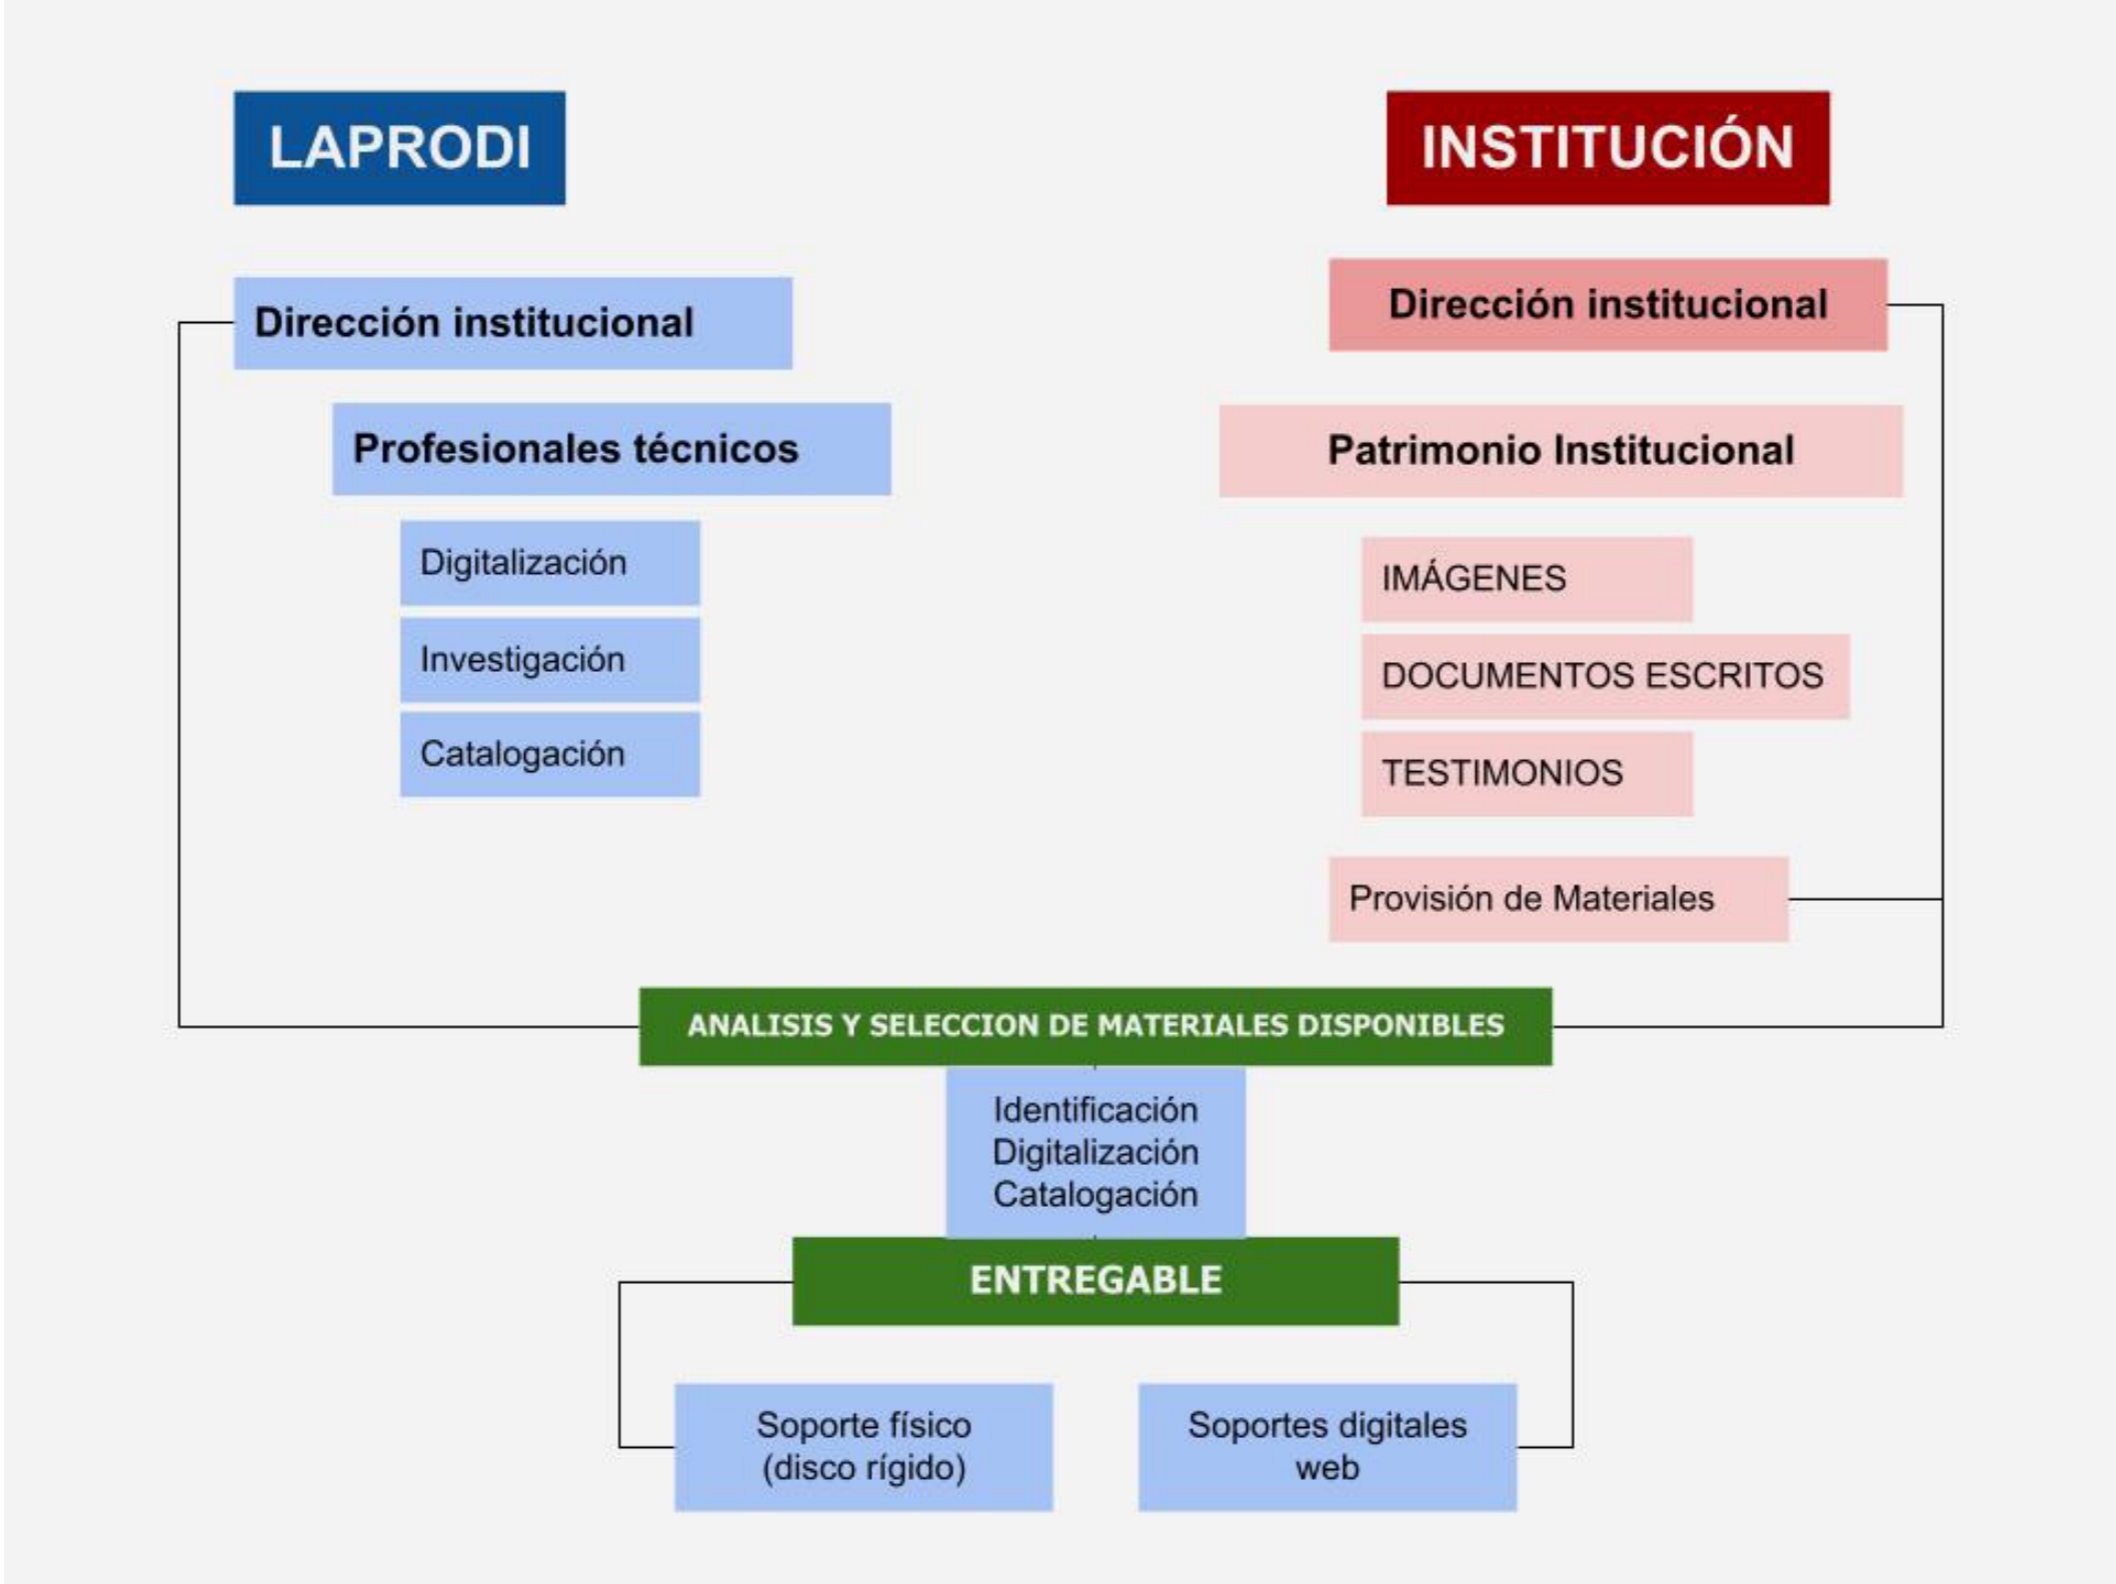 LAPRODI
Dirección institucional
Profesionales técnicos
Digitalización
Investigación
Catalogación
INSTITUCIÓN
Dirección institucional
Patrimonio Institucional
IMÁGENES
DOCUMENTOS ESCRITOS
TESTIMONIOS
Provisión de Materiales
ANALISIS Y SELECCION DE MATERIALES DISPONIBLES
Identificación
Digitalización
Catalogación
ENTREGABLE
Soporte físico
(disco rígido)
Soportes digitales
web